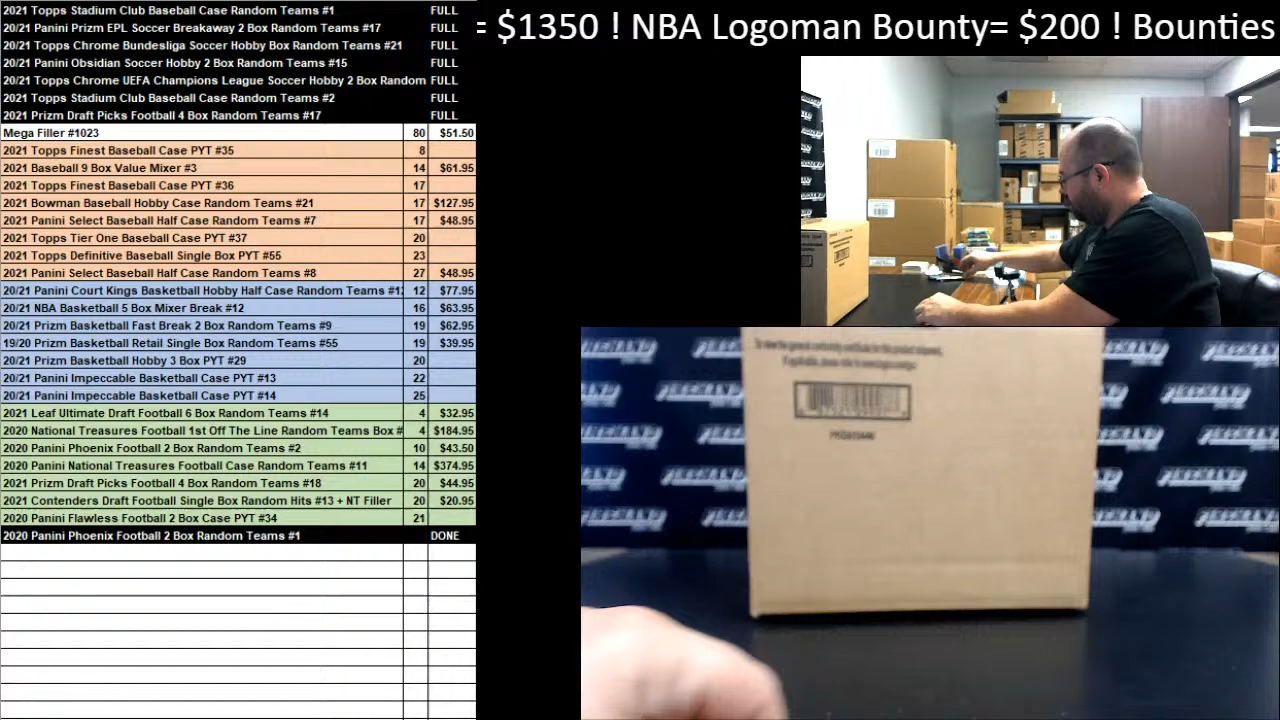 2021 Topps Stadium Club Baseball Case Random Teams #1 FULL
20/21 Panini Prizm EPL Soccer Breakaway 2 Box Random Teams #17 FULL
20/21 Topps Chrome Bundesliga Soccer Hobby Box Random Teams #21 FULL
20/21 Panini Obsidian Soccer Hobby 2 Box Random Teams #15 FULL
20/21 Topps Chrome UEFA Champions League Soccer Hobby 2 Box Random FULL
2021 Topps Stadium Club Baseball Case Random Teams #2 FULL
2021 Prizm Draft Picks Football 4 Box Random Teams #17 FULL
Mega Filler #1023 80 $51.50
2021 Topps Finest Baseball Case PYT #35 8
2021 Baseball 9 Box Value Mixer #3 14 $61.95
2021 Topps Finest Baseball Case PYT #36 17
2021 Bowman Baseball Hobby Case Random Teams #21 17 $127.95
2021 Panini Select Baseball Half Case Random Teams #7 17 $48.95
2021 Topps Tier One Baseball Case PYT #37 20
2021 Topps Definitive Baseball Single Box PYT #55 23
2021 Panini Select Baseball Half Case Random Teams #8 27 $48.95
20/21 Panini Court Kings Basketball Hobby Half Case Random Teams 12 $77.95
20/21 NBA Basketball 5 Box Mixer Break #12 16 $63.95
20/21 Prizm Basketball Fast Break 2 Box Random Teams #9 19 $62.95
19/20 Prizm Basketball Retail Single Box Random Teams #55 19 $39.95
20/21 Prizm Basketball Hobby 3 Box PYT #29 20
20/21 Panini Impeccable Basketball Case PYT #13 22
20/21 Panini Impeccable Basketball Case PYT #14 25
2021 Leaf Ultimate Draft Football 6 Box Random Teams #14 4 $32.95
2020 National Treasures Football 1st Off The Line Random Teams Box # 4 $184.95
2020 Panini Phoenix Football 2 Box Random Teams #2 10 $43.50
2020 Panini National Treasures Football Case Random Teams #11 14 $374.95
2021 Prizm Draft Picks Football 4 Box Random Teams #18 20 $44.95
2021 Contenders Draft Football Single Box Random Hits #13 + NT Filler 20 $20.95
2020 Panini Flawless Football 2 Box Case PYT #34 21
2020 Panini Phoenix Football 2 Box Random Teams #1 DONE
= $1350 ! NBA Logoman Bounty= $200 ! Bounties